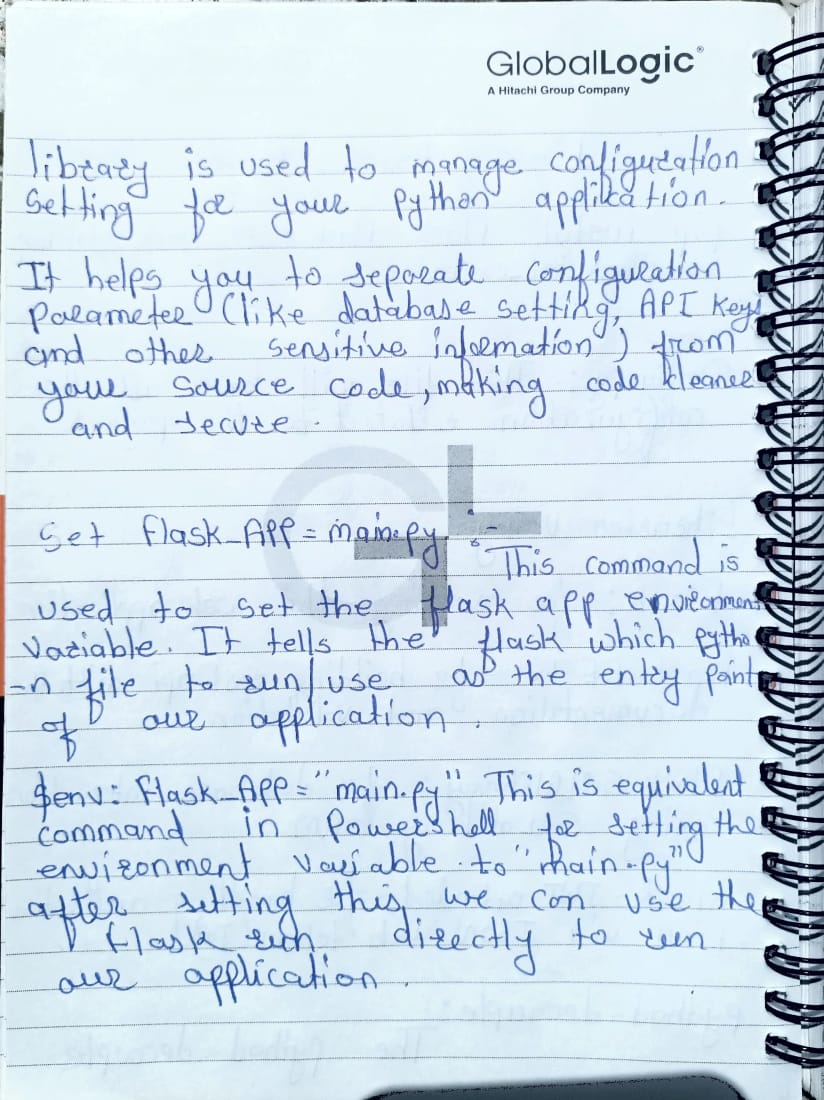 GlobalLogic®
A Hitachi Group Company
library is used to manage configuration
setting for your Python applikation.
It helps you to separate configuration
Parameter (like database setting, API Keys
and other sensitive information) from
your source code, making code kleaner
and secure.
Set flask_APP = main.py : This command is
used to set the flask app environment
Variable. It tells the flask which pytho
-n file to run/use as the entry point
of our application.
$env: flask_APP = "main.py" This is equivalent
command in Powershell for setting the
environment variable to "main.py"
after setting this, we can use the
flask run directly to run
our application.